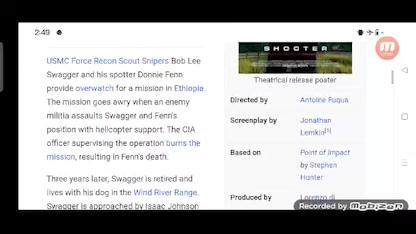 2:49
USMC Force Recon Scout Snipers Bob Lee
Swagger and his spotter Donnie Fenn
provide overwatch for a mission in Ethiopia.
The mission goes awry when an enemy
militia assaults Swagger and Fenn's
position with helicopter support. The CIA
officer supervising the operation burns the
mission, resulting in Fenn's death.
Three years later, Swagger is retired and
lives with his dog in the Wind River Range.
Swagger is approached by Isaac Johnson
SHOOTER
Theatrical release poster
Directed by
Antoine Fuqua
Screenplay by
Jonathan
Lemkin[1]
Based on
Point of Impact
by Stephen
Hunter
Produced by
Lorenzo di
Recorded by Mobizen